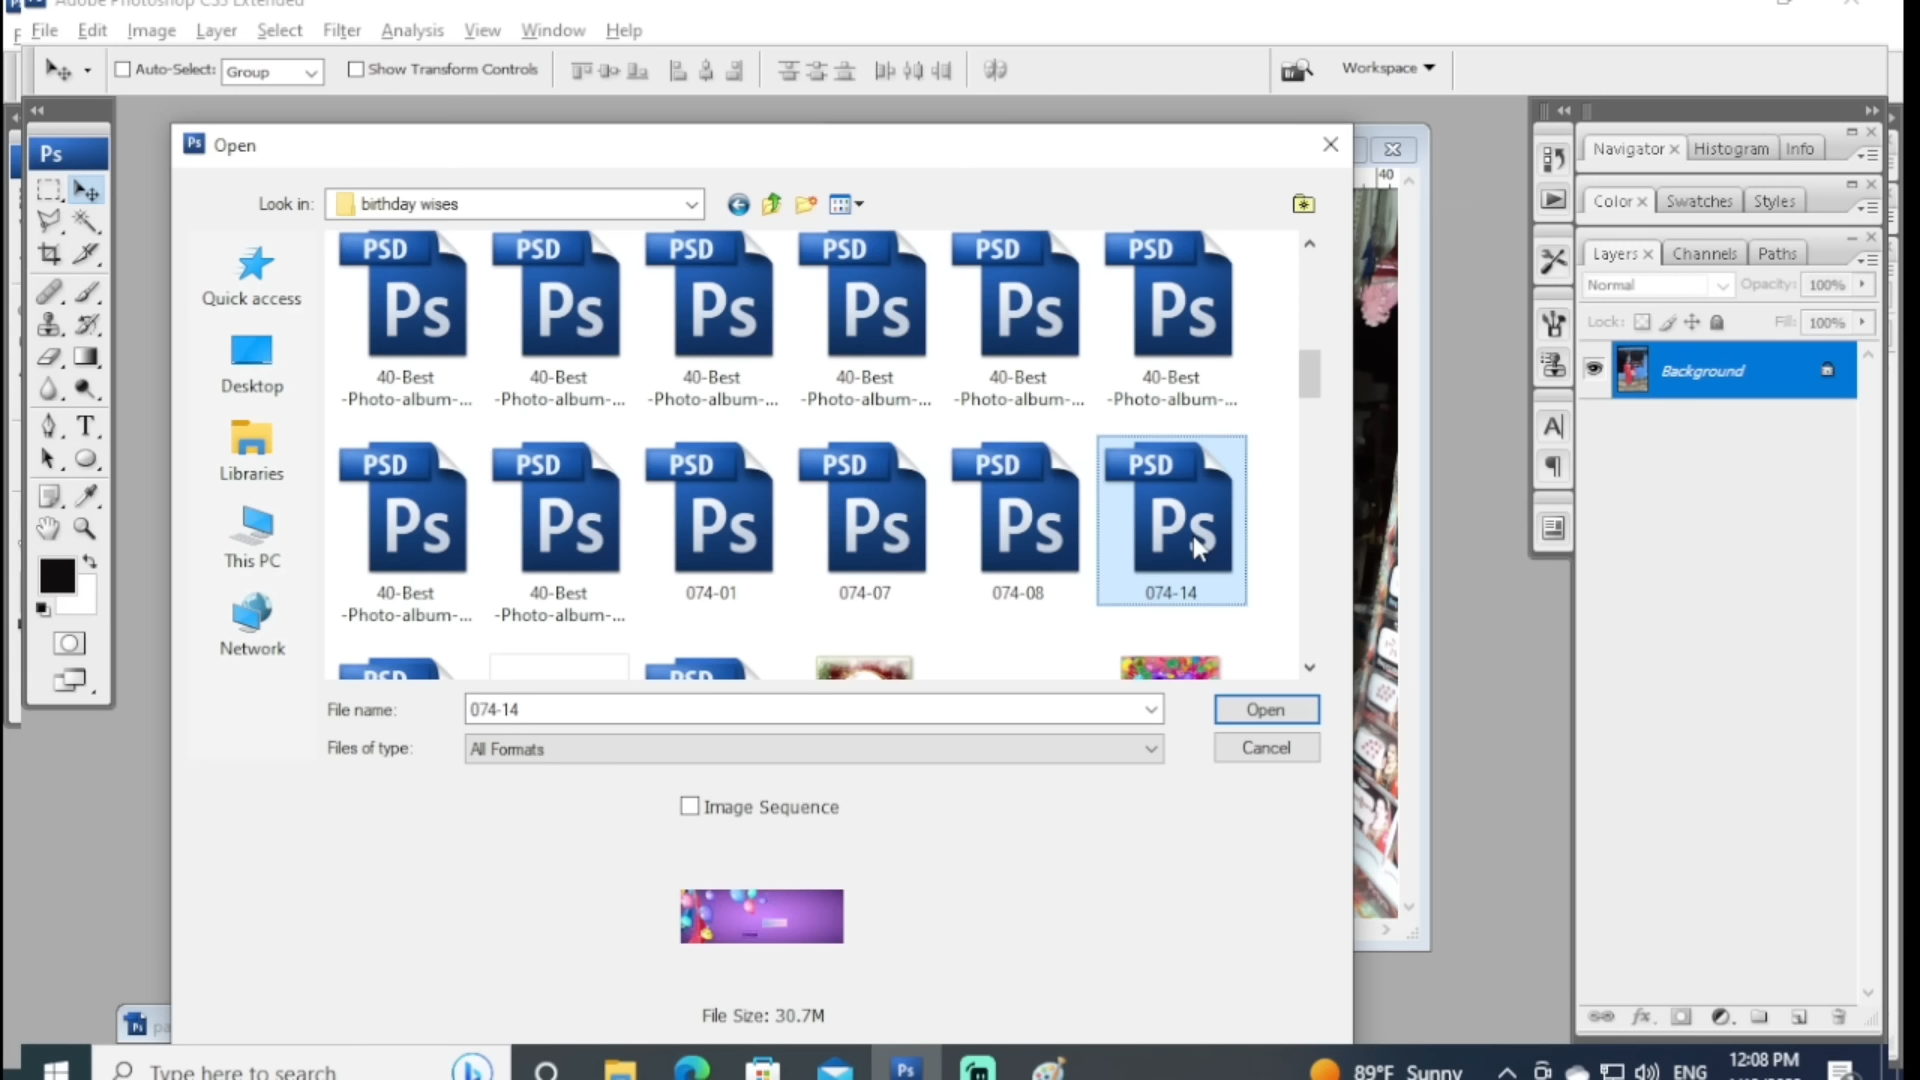 Adobe Photoshop CS3 Extended
File Edit Image Layer Select Filter Analysis View Window Help
Auto-Select: Group Show Transform Controls Workspace
Ps
Open
Look in: birthday wises
Quick access
Desktop
Libraries
This PC
Network
PSD PSD PSD PSD PSD PSD
Ps Ps Ps Ps Ps Ps
40-Best 40-Best 40-Best 40-Best 40-Best 40-Best
-Photo-album-... -Photo-album-... -Photo-album-... -Photo-album-... -Photo-album-... -Photo-album-...
PSD PSD PSD PSD PSD PSD
Ps Ps Ps Ps Ps Ps
40-Best 40-Best 074-01 074-07 074-08 074-14
-Photo-album-... -Photo-album-...
PSD PSD
File name: 074-14 Open
Files of type: All Formats Cancel
Image Sequence
File Size: 30.7M
40
Navigator Histogram Info
Color Swatches Styles
Layers Channels Paths
Normal Opacity: 100%
Lock: Fill: 100%
Background
Ps pa
Type here to search
Ps
89°F Sunny ENG 12:08 PM